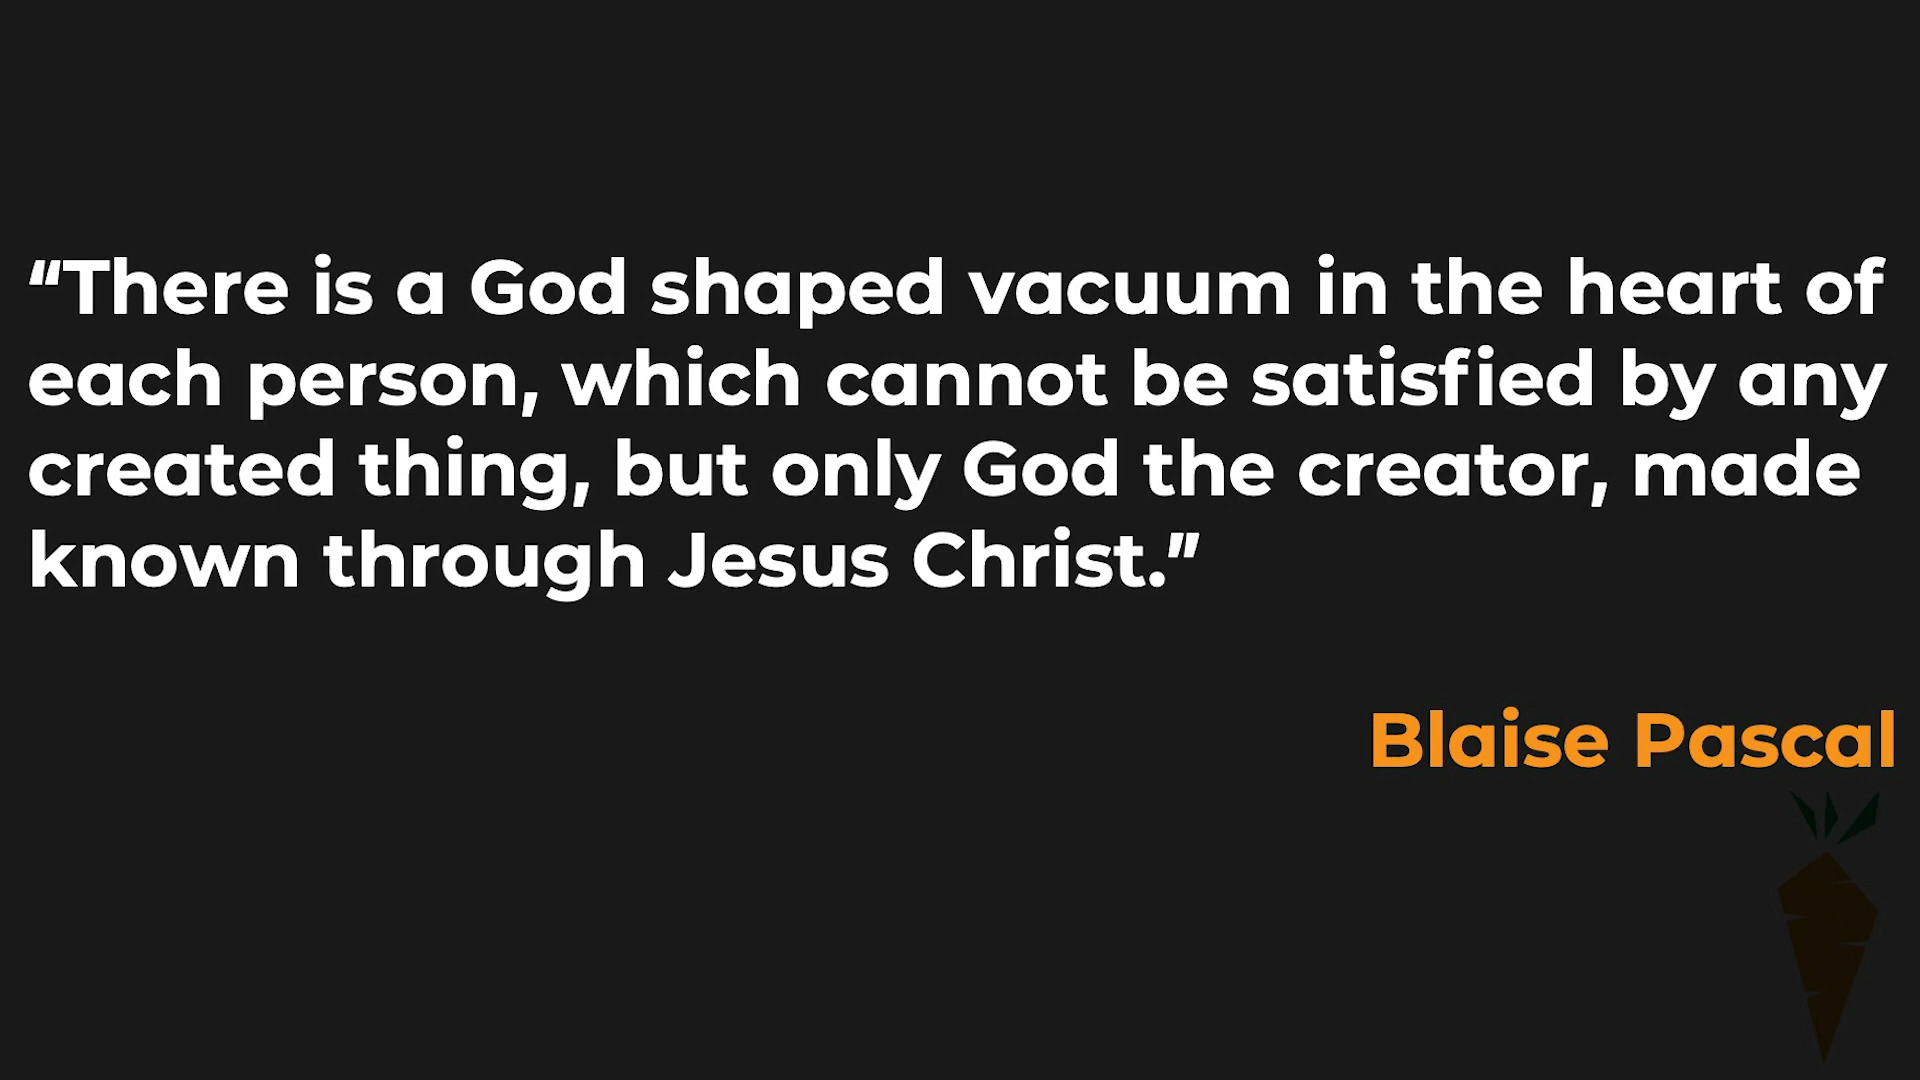 “There is a God shaped vacuum in the heart of
each person, which cannot be satisfied by any
created thing, but only God the creator, made
known through Jesus Christ.”
Blaise Pascal